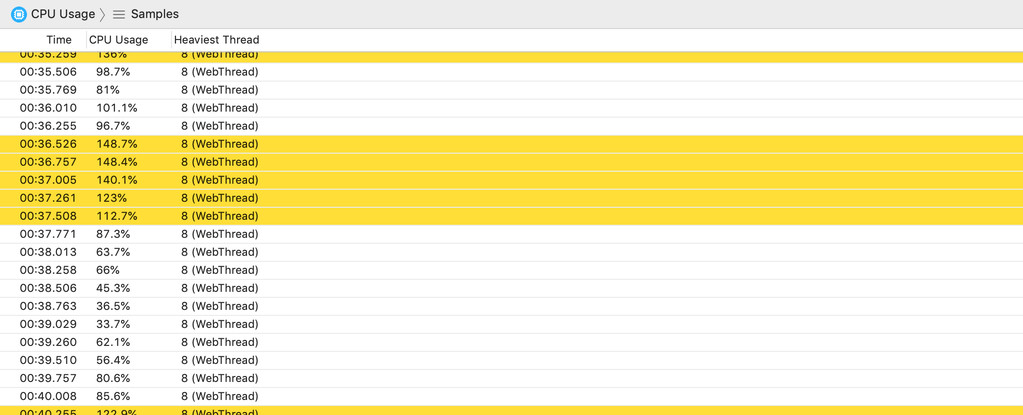 CPU Usage Samples
Time CPU Usage Heaviest Thread
00:35.259 136% 8 (WebThread)
00:35.506 98.7% 8 (WebThread)
00:35.769 81% 8 (WebThread)
00:36.010 101.1% 8 (WebThread)
00:36.255 96.7% 8 (WebThread)
00:36.526 148.7% 8 (WebThread)
00:36.757 148.4% 8 (WebThread)
00:37.005 140.1% 8 (WebThread)
00:37.261 123% 8 (WebThread)
00:37.508 112.7% 8 (WebThread)
00:37.771 87.3% 8 (WebThread)
00:38.013 63.7% 8 (WebThread)
00:38.258 66% 8 (WebThread)
00:38.506 45.3% 8 (WebThread)
00:38.763 36.5% 8 (WebThread)
00:39.029 33.7% 8 (WebThread)
00:39.260 62.1% 8 (WebThread)
00:39.510 56.4% 8 (WebThread)
00:39.757 80.6% 8 (WebThread)
00:40.008 85.6% 8 (WebThread)
00:40.255 122.9% 8 (WebThread)